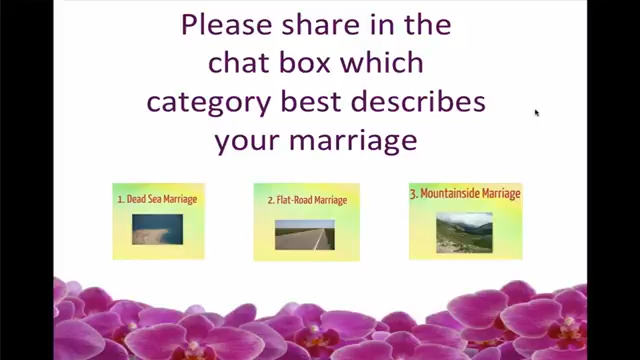 Please share in the
chat box which
category best describes
your marriage
1. Dead Sea Marriage
2. Flat-Road Marriage
3. Mountainside Marriage